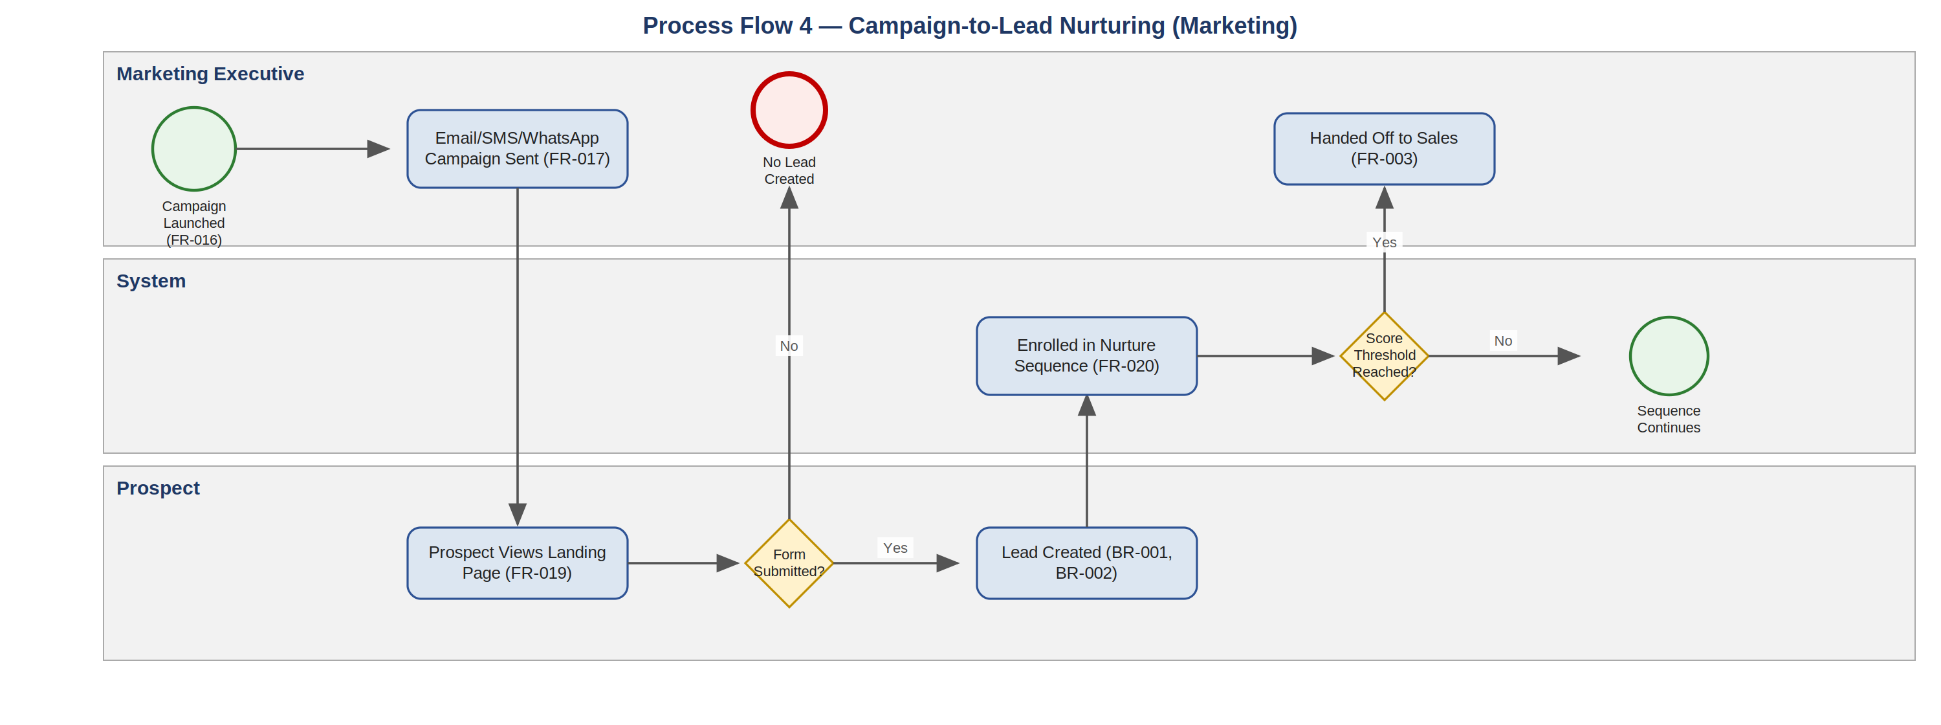 Process Flow 4 — Campaign-to-Lead Nurturing (Marketing)
Marketing Executive
Campaign
Launched
(FR-016)
Email/SMS/WhatsApp
Campaign Sent (FR-017)
No Lead
Created
Handed Off to Sales
(FR-003)
Yes
System
No
Enrolled in Nurture
Sequence (FR-020)
Score
Threshold
Reached?
No
Sequence
Continues
Prospect
Prospect Views Landing
Page (FR-019)
Form
Submitted?
Yes
Lead Created (BR-001,
BR-002)